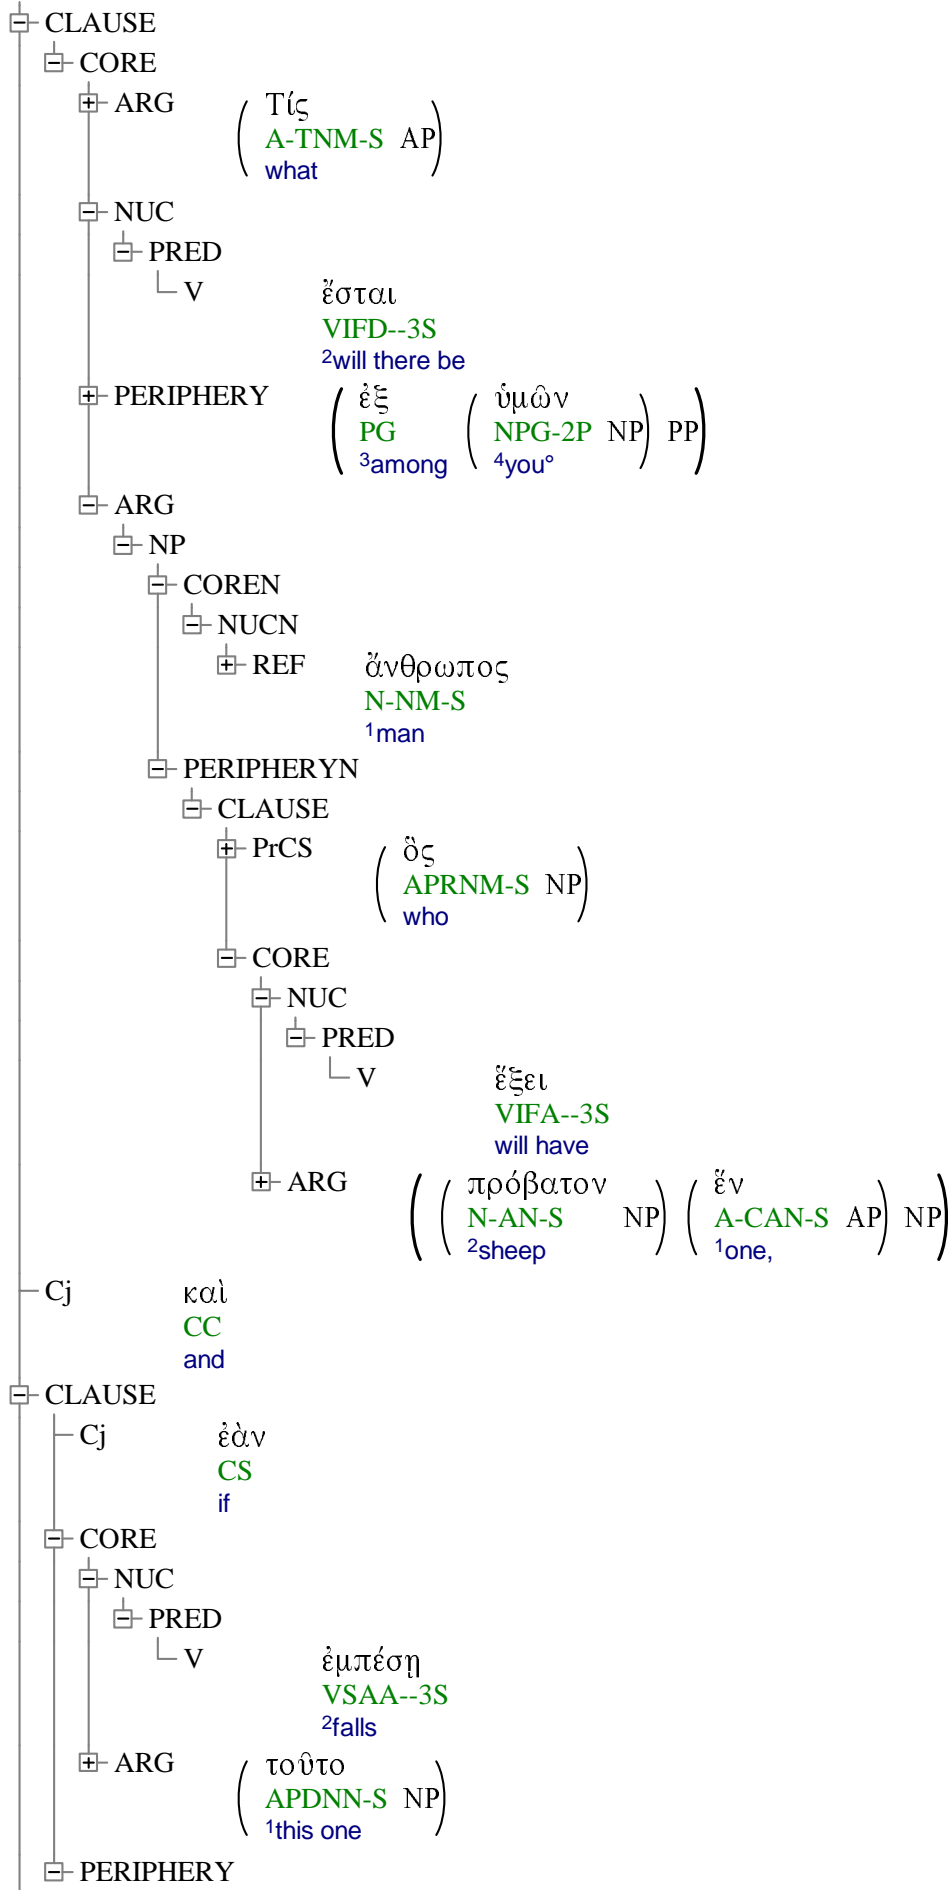 CLAUSE
CORE
ARG
Τίς
A-TNM-S AP
what
NUC
PRED
V
ἔσται
VIFD--3S
2will there be
PERIPHERY
ἐξ ὑμῶν
PG NPG-2P NP PP
3among 4you°
ARG
NP
COREN
NUCN
REF
ἄνθρωπος
N-NM-S
1man
PERIPHERYN
CLAUSE
PrCS
ὃς
APRNM-S NP
who
CORE
NUC
PRED
V
ἕξει
VIFA--3S
will have
ARG
πρόβατον ἕν
N-AN-S NP A-CAN-S AP NP
2sheep 1one,
Cj
καὶ
CC
and
CLAUSE
Cj
ἐὰν
CS
if
CORE
NUC
PRED
V
ἐμπέσῃ
VSAA--3S
2falls
ARG
τοῦτο
APDNN-S NP
1this one
PERIPHERY